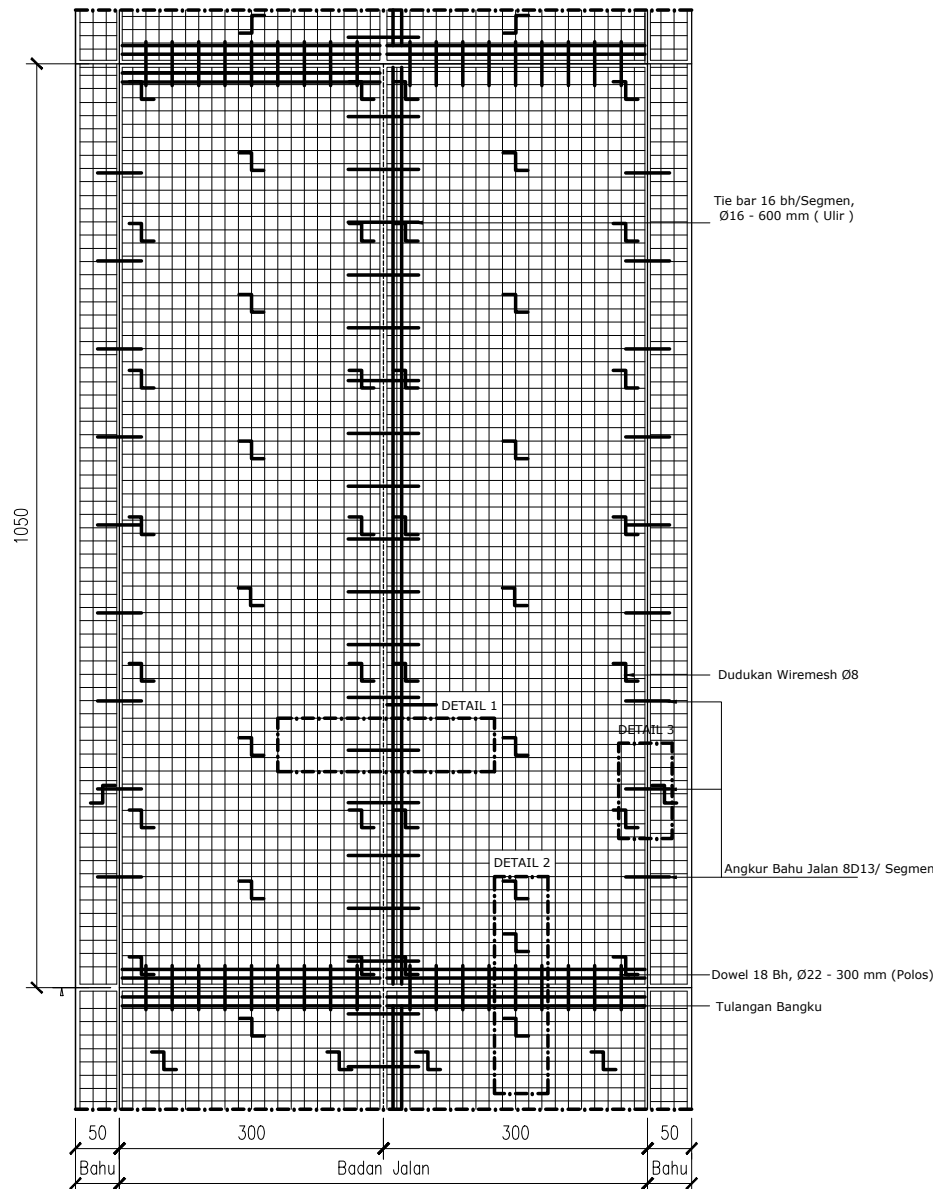 Tie bar 16 bh/Segmen,
Ø16 - 600 mm ( Ulir )
1050
Dudukan Wiremesh Ø8
DETAIL 1
DETAIL 3
DETAIL 2
Angkur Bahu Jalan 8D13/ Segmen
Dowel 18 Bh, Ø22 - 300 mm (Polos)
Tulangan Bangku
50 300 300 50
Bahu Badan Jalan Bahu